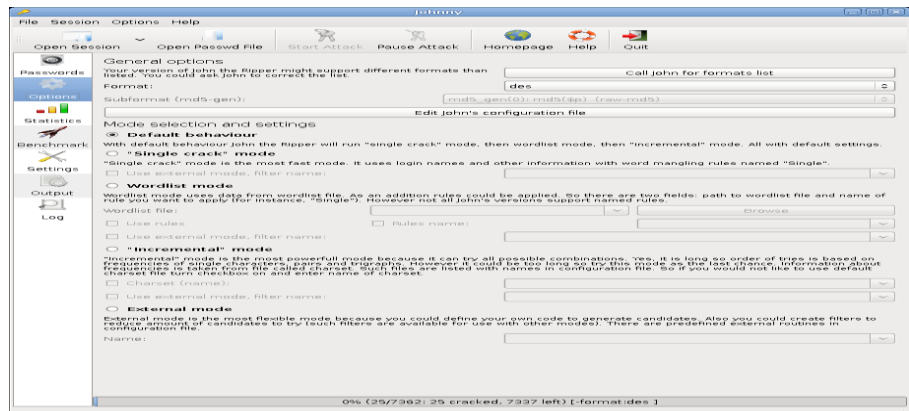 Johnny
File Session Options Help
Open Session Open Passwd File Start Attack Pause Attack Homepage Help Quit
Passwords
Options
Statistics
Benchmark
Settings
Output
Log
General options
Your version of John the Ripper might support different formats than
listed. You could ask John to correct the list.
Call John for formats list
Format: des
Subformat (md5-gen): md5_gen(0): md5($p) (raw-md5)
Edit John's configuration file
Mode selection and settings
Default behaviour
With default behaviour John the Ripper will run "single crack" mode, then wordlist mode, then "incremental" mode. All with default settings.
"Single crack" mode
"Single crack" mode is the most fast mode. It uses login names and other information with word mangling rules named "Single".
Use external mode, filter name:
Wordlist mode
Wordlist mode uses data from wordlist file. As an addition rules could be applied. So there are two fields: path to wordlist file and name of
rule you want to apply (for instance, "Single"). However not all John's versions support named rules.
Wordlist file: Browse
Use rules Rules name:
Use external mode, filter name:
"Incremental" mode
"Incremental" mode is the most powerfull mode because it can try all possible combinations. Yes, it is long so order of tries is based on
frequencies of single characters, pairs and trigraphs. However it could be too long so try this mode as the last chance. Information about
frequencies is taken from file called charset. Such files are listed with names in configuration file. So if you would not like to use default
charset file turn checkbox on and enter name of charset.
Charset (name):
Use external mode, filter name:
External mode
External mode is the most flexible mode because you could define your own code to generate candidates. Also you could create filters to
reduce amount of candidates to try (such filters are available for use with other modes). There are predefined external routines in
configuration file.
Name:
0% (25/7362: 25 cracked, 7337 left) [-format:des ]